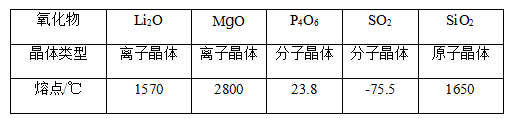 氧化物 Li2O MgO P4O6 SO2 SiO2
晶体类型 离子晶体 离子晶体 分子晶体 分子晶体 原子晶体
熔点/℃ 1570 2800 23.8 -75.5 1650